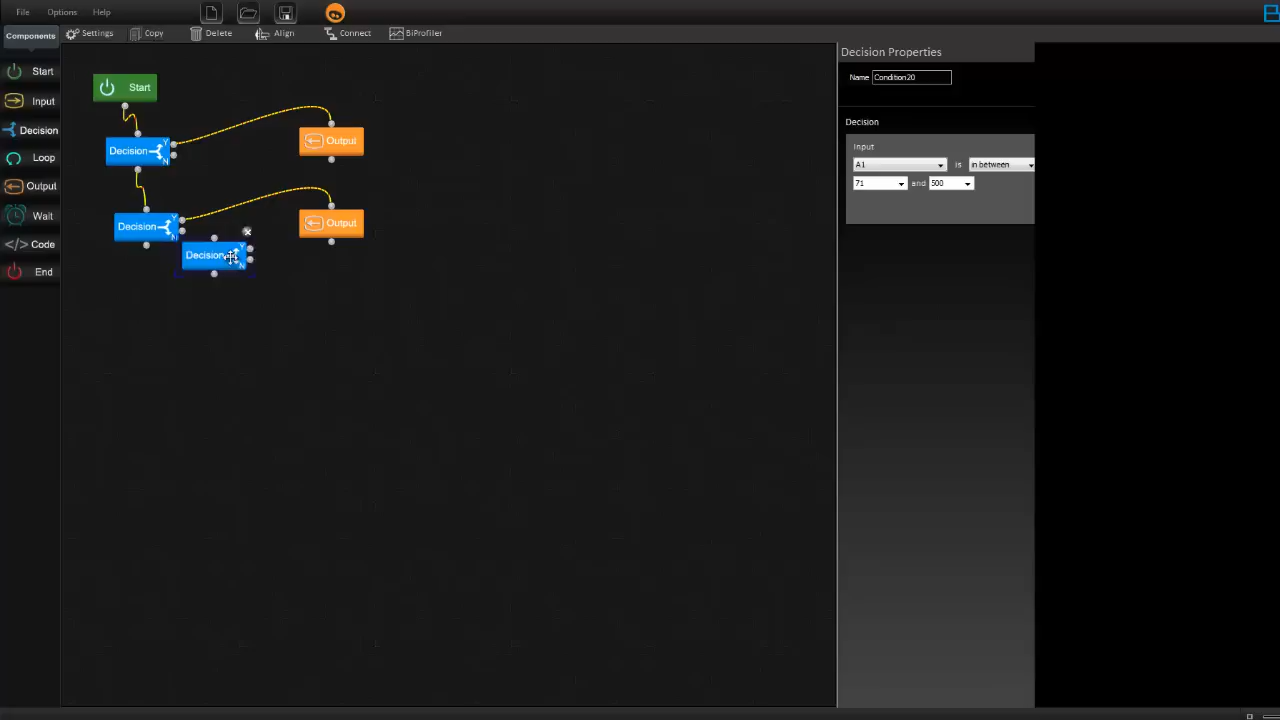 File Options Help
Components Settings Copy Delete Align Connect BiProfiler
Start
Input
Decision
Loop
Output
Wait
</> Code
End
Start
Decision Y N
Output
Decision Y N
Output
Decision Y N
Decision Properties
Name Condition20
Decision
Input
A1 is in between
71 and 500